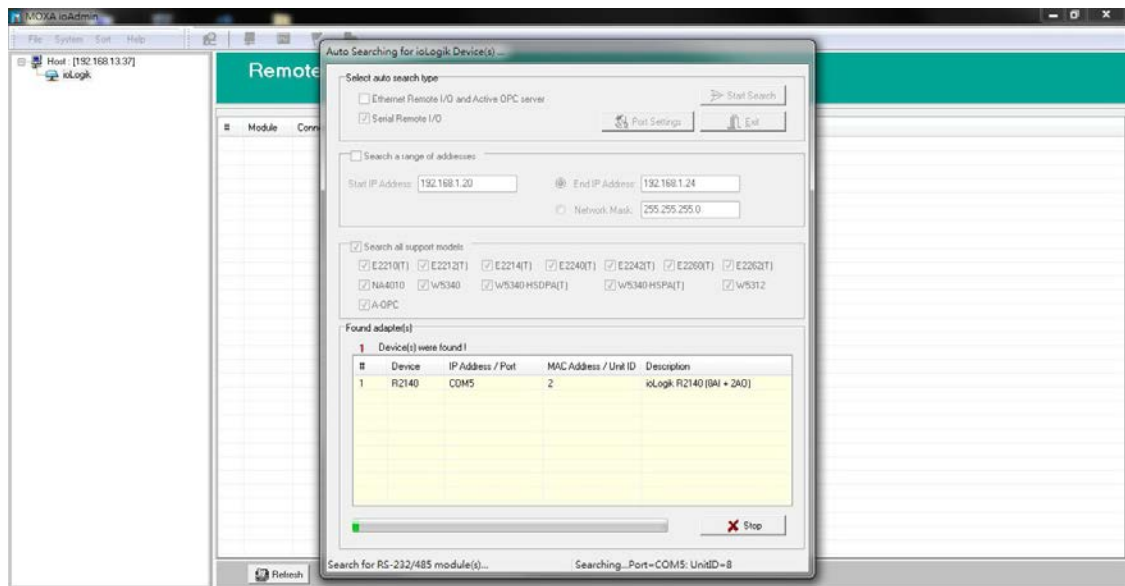 MOXA ioAdmin
File System Sort Help
Host : [192.168.13.37]
ioLogik
Remote
# Module Conn
Refresh
Auto Searching for ioLogik Device(s) ...
Select auto search type
Ethernet Remote I/O and Active OPC server
Start Search
Serial Remote I/O
Port Settings
Exit
Search a range of addresses
Start IP Address: 192.168.1.20
End IP Address: 192.168.1.24
Network Mask: 255.255.255.0
Search all support models
E2210(T) E2212(T) E2214(T) E2240(T) E2242(T) E2260(T) E2262(T)
NA4010 W5340 W5340-HSDPA(T) W5340-HSPA(T) W5312
A-OPC
Found adapter(s)
1 Device(s) were found !
# Device IP Address / Port MAC Address / Unit ID Description
1 R2140 COM5 2 ioLogik R2140 (8AI + 2AO)
Stop
Search for RS-232/485 module(s)... Searching...Port=COM5: UnitID=8